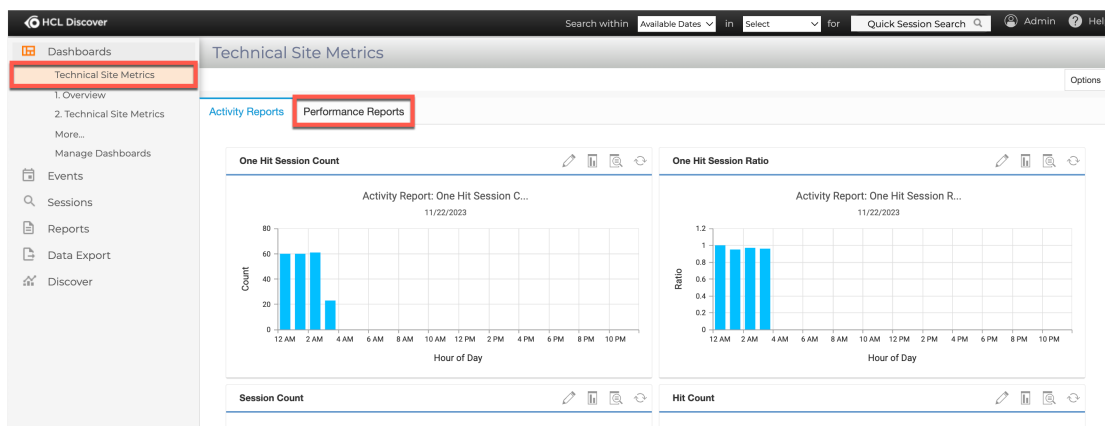 HCL Discover
Search within Available Dates in Select for Quick Session Search Admin Hel
Dashboards
Technical Site Metrics
1. Overview
2. Technical Site Metrics
More...
Manage Dashboards
Events
Sessions
Reports
Data Export
Discover
Technical Site Metrics
Options
Activity Reports Performance Reports
One Hit Session Count
Activity Report: One Hit Session C...
11/22/2023
80
60
40
20
0
Count
12 AM 2 AM 4 AM 6 AM 8 AM 10 AM 12 PM 2 PM 4 PM 6 PM 8 PM 10 PM
Hour of Day
One Hit Session Ratio
Activity Report: One Hit Session R...
11/22/2023
1.2
1
0.8
0.6
0.4
0.2
0
Ratio
12 AM 2 AM 4 AM 6 AM 8 AM 10 AM 12 PM 2 PM 4 PM 6 PM 8 PM 10 PM
Hour of Day
Session Count
Hit Count